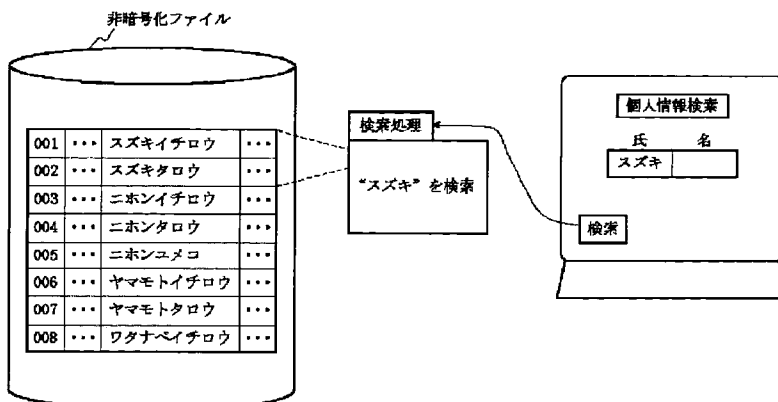 非暗号化ファイル
001 ・・・ スズキイチロウ ・・・
002 ・・・ スズキタロウ ・・・
003 ・・・ ニホンイチロウ ・・・
004 ・・・ ニホンタロウ ・・・
005 ・・・ ニホンユメコ ・・・
006 ・・・ ヤマモトイチロウ ・・・
007 ・・・ ヤマモトタロウ ・・・
008 ・・・ ワタナベイチロウ ・・・
検索処理
“スズキ” を検索
個人情報検索
氏 名
スズキ
検索